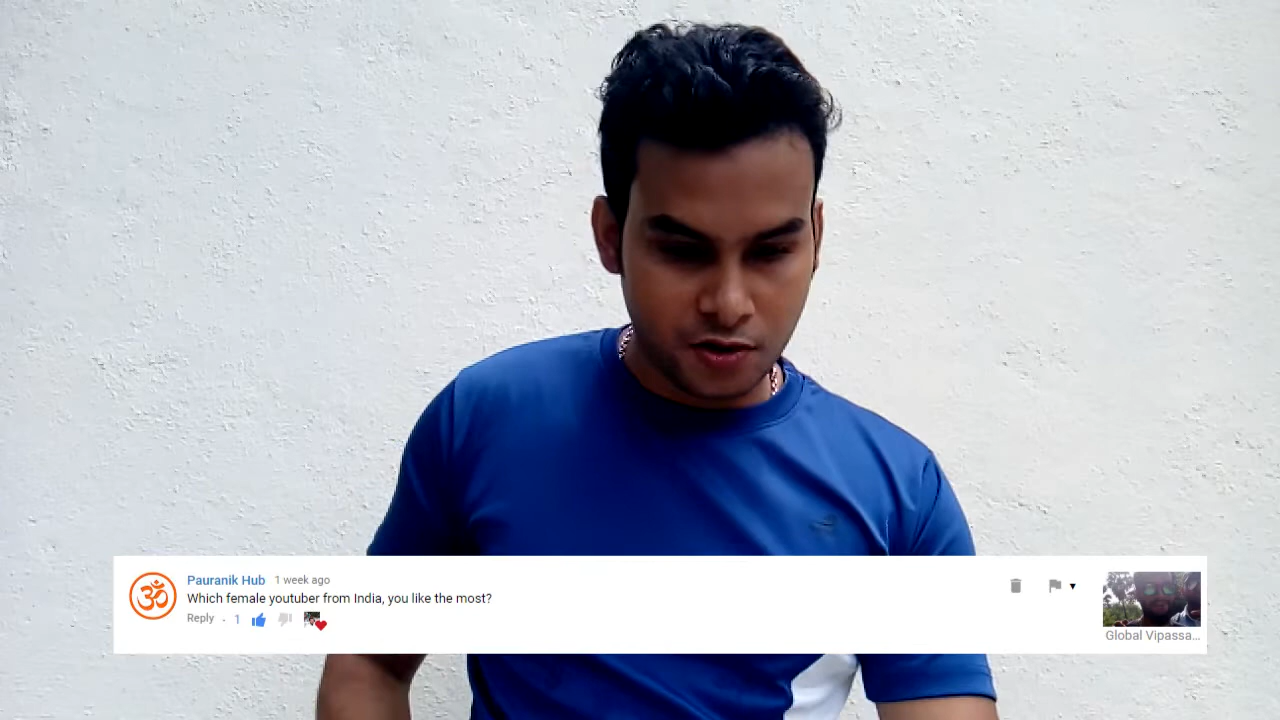 Pauranik Hub 1 week ago
Which female youtuber from India, you like the most?
Reply . 1
Global Vipassa...